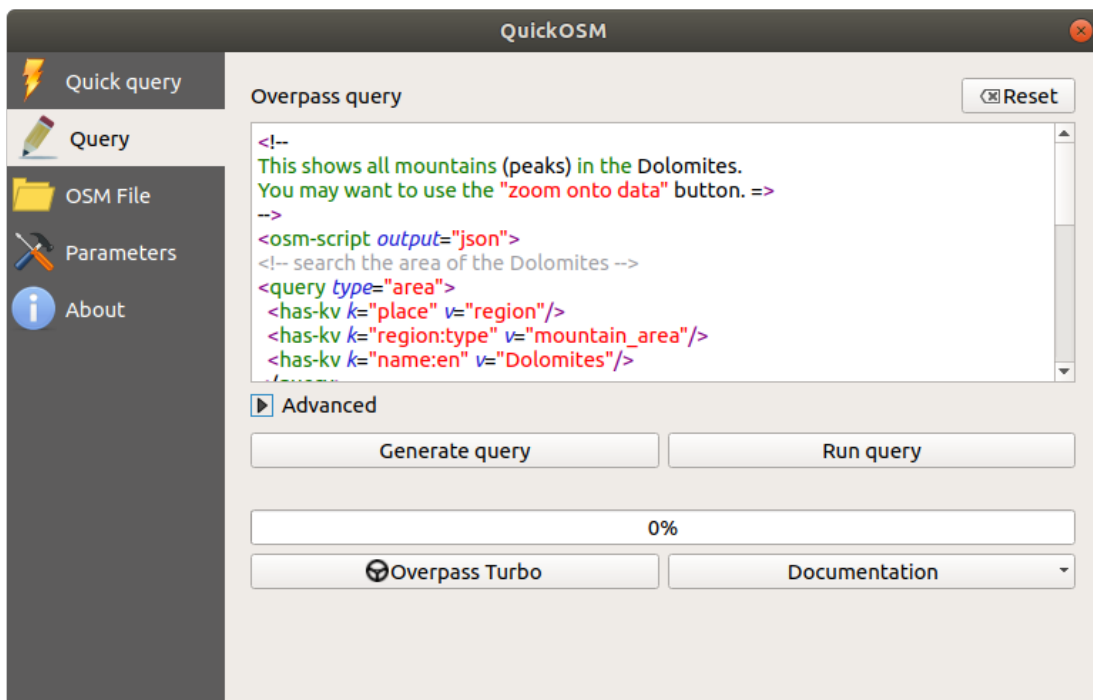 QuickOSM
Quick query
Query
OSM File
Parameters
About
Overpass query
Reset
<!--
This shows all mountains (peaks) in the Dolomites.
You may want to use the "zoom onto data" button. =>
-->
<osm-script output="json">
<!-- search the area of the Dolomites -->
<query type="area">
<has-kv k="place" v="region"/>
<has-kv k="region:type" v="mountain_area"/>
<has-kv k="name:en" v="Dolomites"/>
Advanced
Generate query
Run query
0%
Overpass Turbo
Documentation